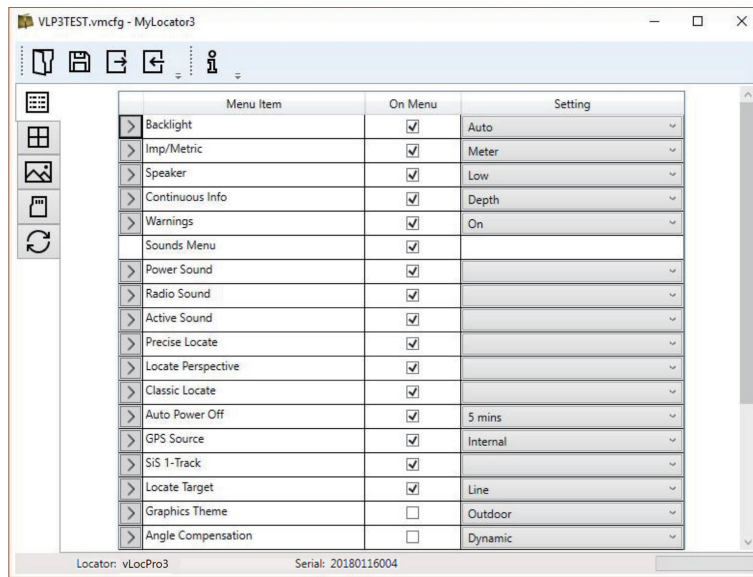 VLP3TEST.vmcfg - MyLocator3
Menu Item On Menu Setting
Backlight Auto
Imp/Metric Meter
Speaker Low
Continuous Info Depth
Warnings On
Sounds Menu
Power Sound
Radio Sound
Active Sound
Precise Locate
Locate Perspective
Classic Locate
Auto Power Off 5 mins
GPS Source Internal
SiS 1-Track
Locate Target Line
Graphics Theme Outdoor
Angle Compensation Dynamic
Locator: vLocPro3 Serial: 20180116004